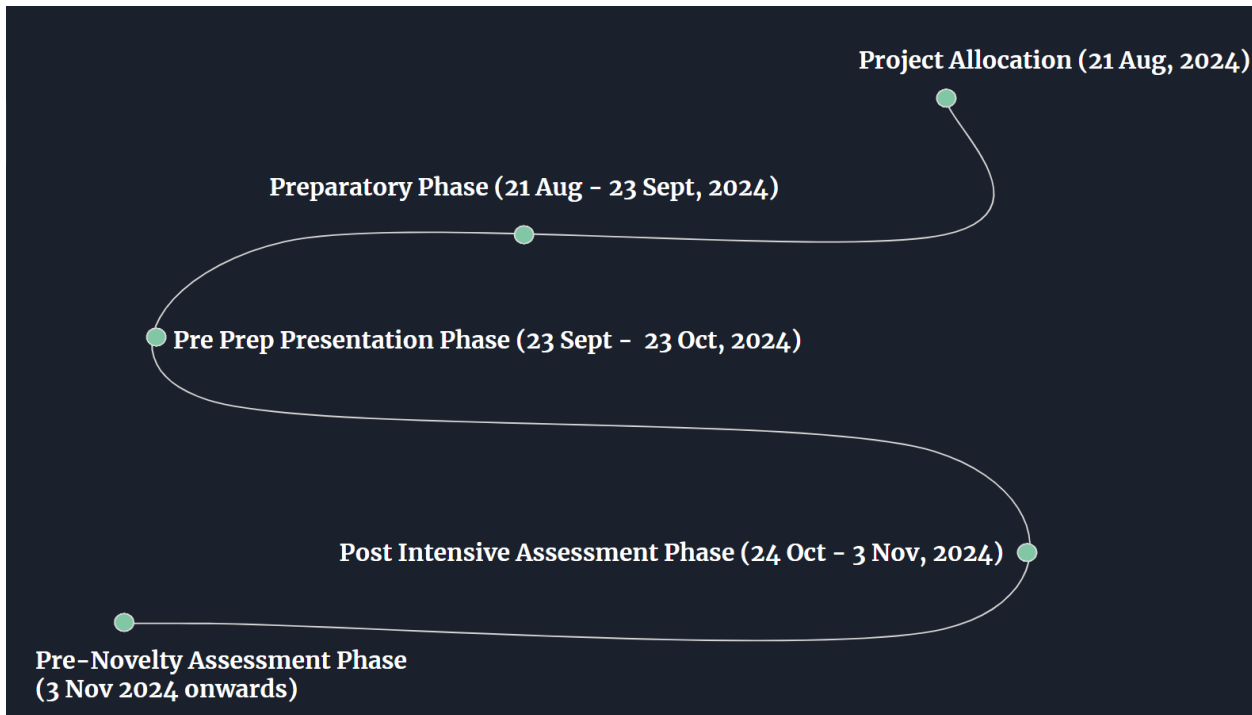 Project Allocation (21 Aug, 2024)
Preparatory Phase (21 Aug - 23 Sept, 2024)
Pre Prep Presentation Phase (23 Sept - 23 Oct, 2024)
Post Intensive Assessment Phase (24 Oct - 3 Nov, 2024)
Pre-Novelty Assessment Phase
(3 Nov 2024 onwards)